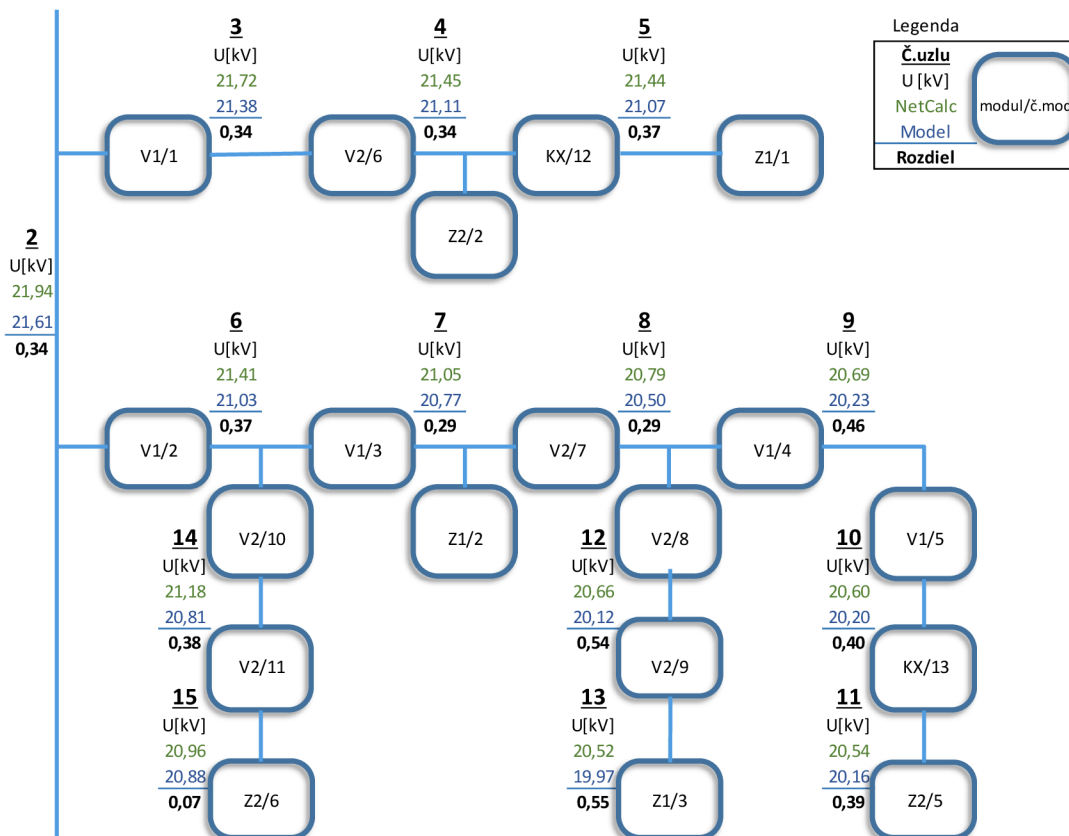 3
U[kV]
21,72
21,38
0,34
4
U[kV]
21,45
21,11
0,34
5
U[kV]
21,44
21,07
0,37
Legenda
Č.uzlu
U [kV]
NetCalc
Model
Rozdiel
modul/č.mod
V1/1
V2/6
KX/12
Z1/1
Z2/2
2
U[kV]
21,94
21,61
0,34
6
U[kV]
21,41
21,03
0,37
7
U[kV]
21,05
20,77
0,29
8
U[kV]
20,79
20,50
0,29
9
U[kV]
20,69
20,23
0,46
V1/2
V1/3
V2/7
V1/4
14
U[kV]
21,18
20,81
0,38
V2/10
Z1/2
12
U[kV]
20,66
20,12
0,54
V2/8
10
U[kV]
20,60
20,20
0,40
V1/5
V2/11
V2/9
KX/13
15
U[kV]
20,96
20,88
0,07
Z2/6
13
U[kV]
20,52
19,97
0,55
Z1/3
11
U[kV]
20,54
20,16
0,39
Z2/5